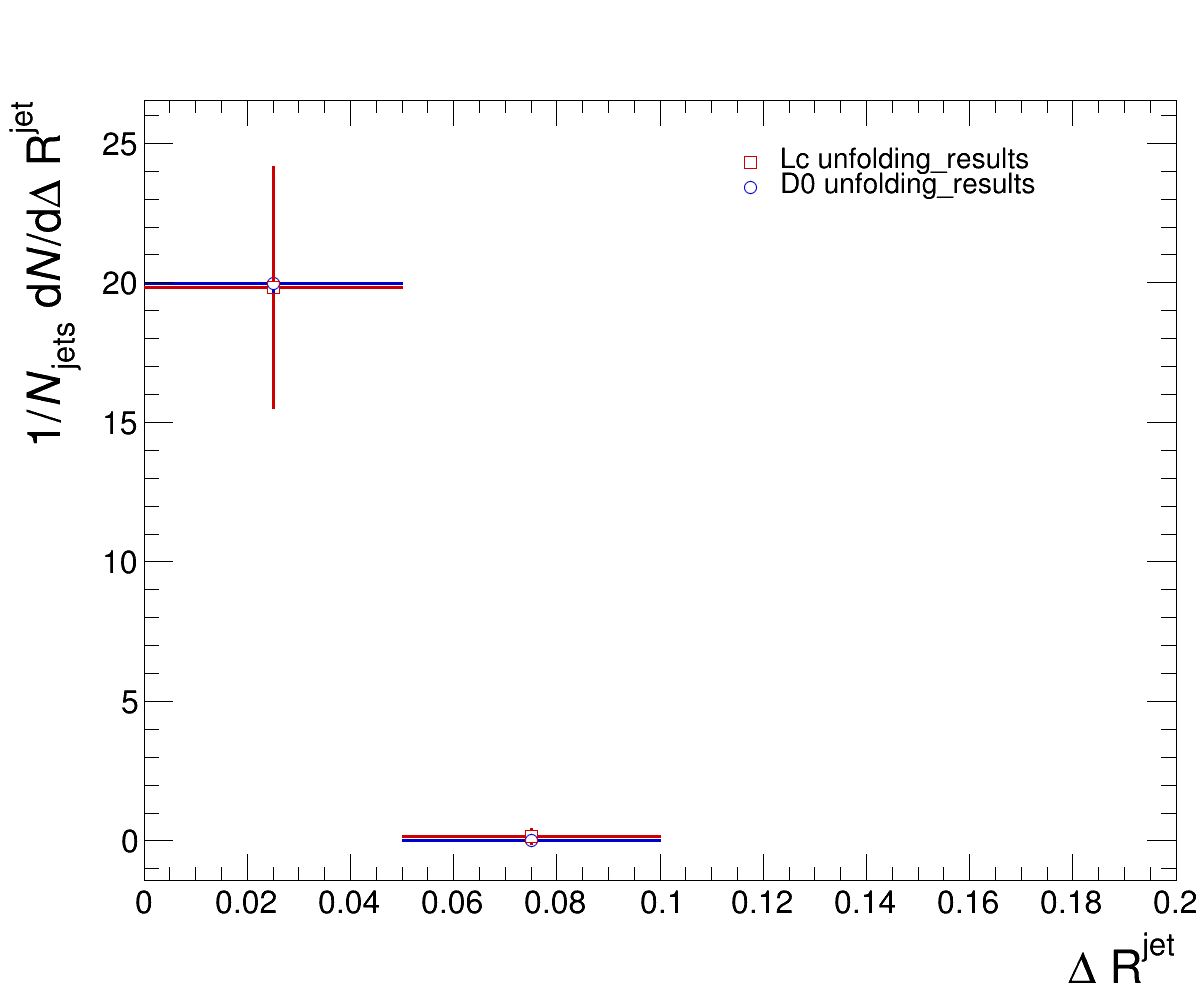 1/N_jets dN/dΔ R^jet
25
20
15
10
5
0
Lc unfolding_results
D0 unfolding_results
0 0.02 0.04 0.06 0.08 0.1 0.12 0.14 0.16 0.18 0.2
Δ R^jet